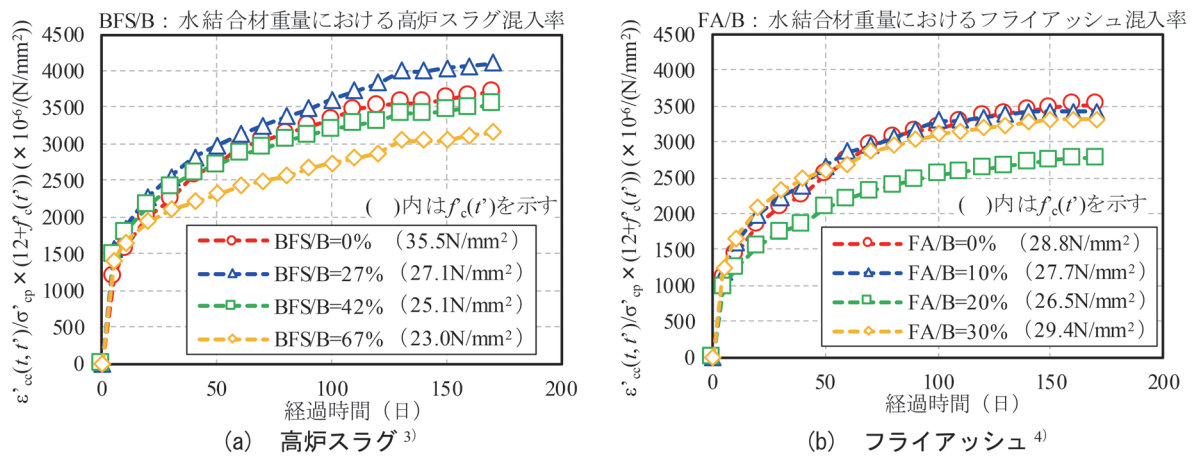 BFS/B：水結合材重量における高炉スラグ混入率
ε'cc(t, t')/σ'cp×(12+f'c(t'))(×10-6/(N/mm2)
4500
4000
3500
3000
2500
2000
1500
1000
500
0
(　)内はf'c(t')を示す
BFS/B=0%（35.5N/mm2）
BFS/B=27%（27.1N/mm2）
BFS/B=42%（25.1N/mm2）
BFS/B=67%（23.0N/mm2）
0 50 100 150 200
経過時間（日）
(a)　高炉スラグ3)
FA/B：水結合材重量におけるフライアッシュ混入率
ε'cc(t, t')/σ'cp×(12+f'c(t'))(×10-6/(N/mm2)
4500
4000
3500
3000
2500
2000
1500
1000
500
0
(　)内はf'c(t')を示す
FA/B=0%（28.8N/mm2）
FA/B=10%（27.7N/mm2）
FA/B=20%（26.5N/mm2）
FA/B=30%（29.4N/mm2）
0 50 100 150 200
経過時間（日）
(b)　フライアッシュ4)